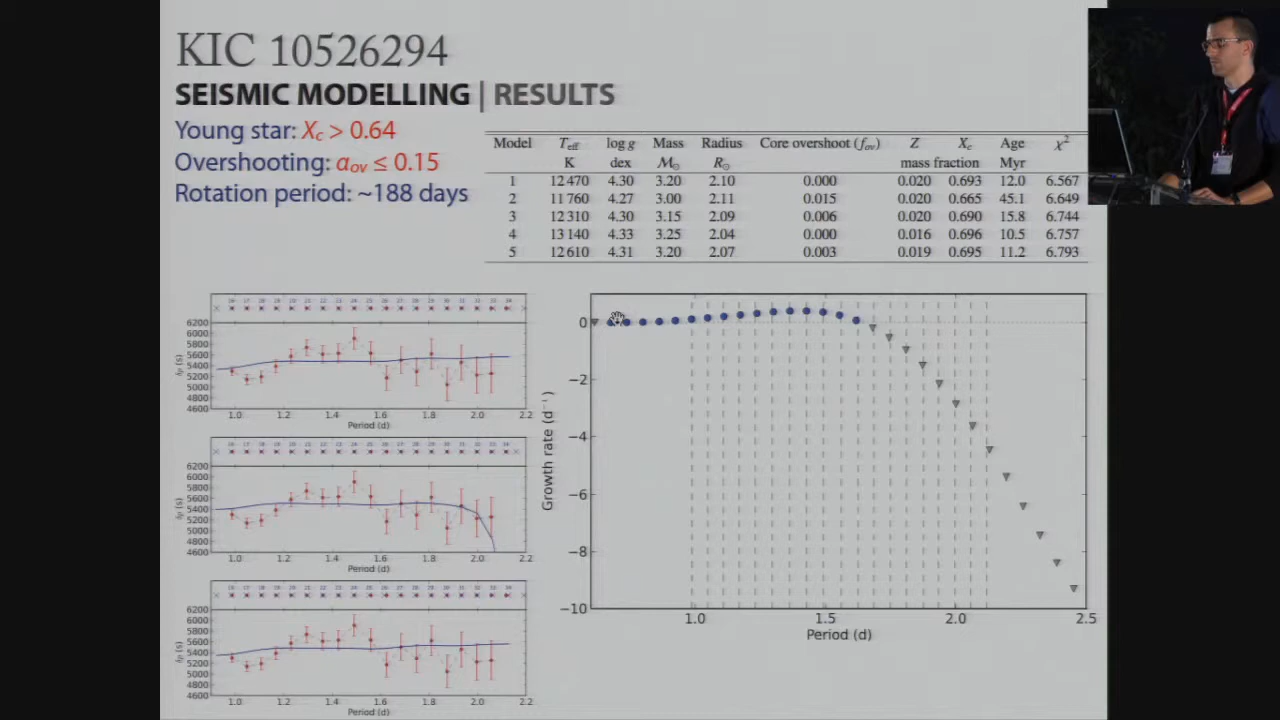 KIC 10526294
SEISMIC MODELLING | RESULTS
Young star: Xc > 0.64
Overshooting: αov ≤ 0.15
Rotation period: ~188 days
Model Teff log g Mass Radius Core overshoot (fov) Z Xc Age χ²
K dex M⊙ R⊙ mass fraction Myr
1 12 470 4.30 3.20 2.10 0.000 0.020 0.693 12.0 6.567
2 11 760 4.27 3.00 2.11 0.015 0.020 0.665 45.1 6.649
3 12 310 4.30 3.15 2.09 0.006 0.020 0.690 15.8 6.744
4 13 140 4.33 3.25 2.04 0.000 0.016 0.696 10.5 6.757
5 12 610 4.31 3.20 2.07 0.003 0.019 0.695 11.2 6.793
6200
6000
5800
5600
5400
5200
5000
4800
4600
1.0 1.2 1.4 1.6 1.8 2.0 2.2
Period (d)
6200
6000
5800
5600
5400
5200
5000
4800
4600
1.0 1.2 1.4 1.6 1.8 2.0 2.2
Period (d)
6200
6000
5800
5600
5400
5200
5000
4800
4600
1.0 1.2 1.4 1.6 1.8 2.0 2.2
Period (d)
Growth rate (d⁻¹)
0
−2
−4
−6
−8
−10
1.0 1.5 2.0 2.5
Period (d)